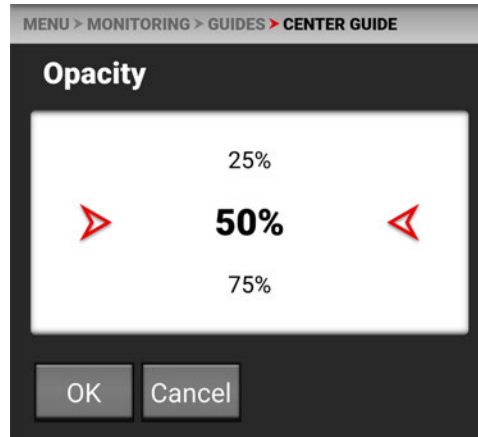 MENU > MONITORING > GUIDES > CENTER GUIDE
Opacity
25%
50%
75%
OK Cancel